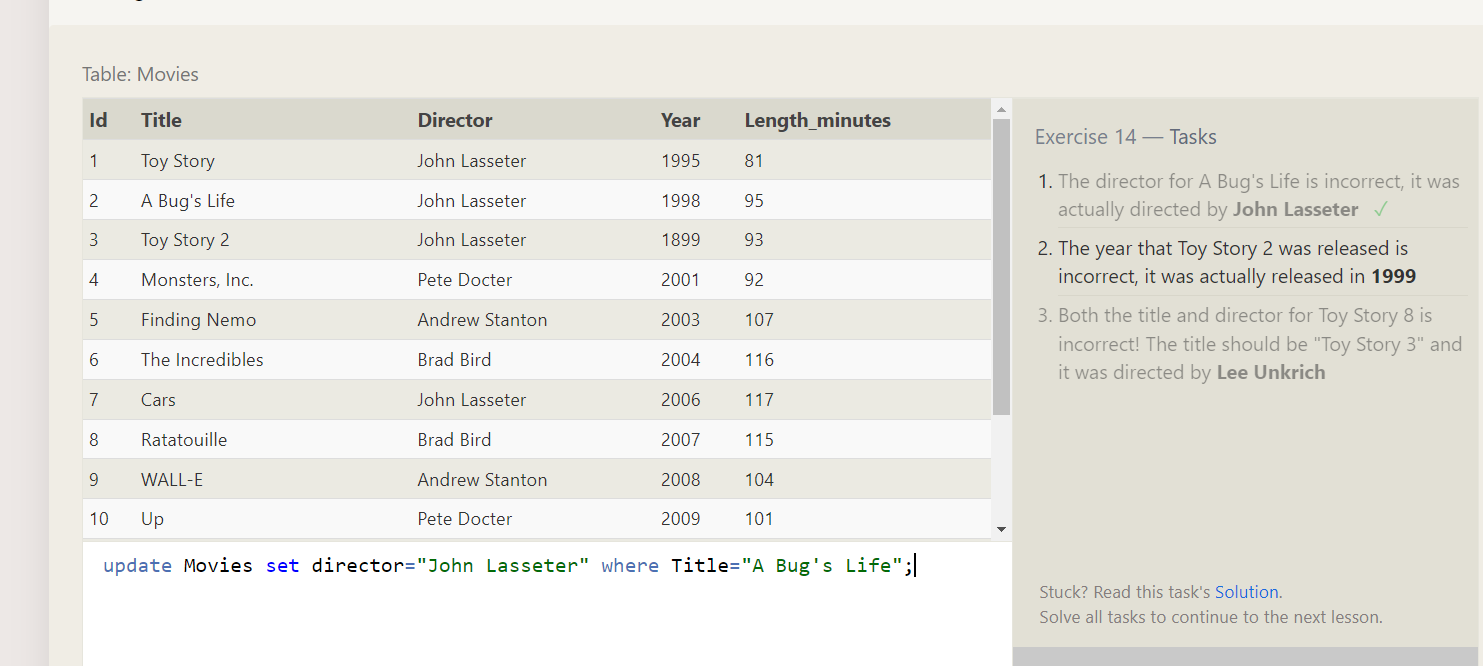 Table: Movies
Id Title Director Year Length_minutes
1 Toy Story John Lasseter 1995 81
2 A Bug's Life John Lasseter 1998 95
3 Toy Story 2 John Lasseter 1899 93
4 Monsters, Inc. Pete Docter 2001 92
5 Finding Nemo Andrew Stanton 2003 107
6 The Incredibles Brad Bird 2004 116
7 Cars John Lasseter 2006 117
8 Ratatouille Brad Bird 2007 115
9 WALL-E Andrew Stanton 2008 104
10 Up Pete Docter 2009 101
update Movies set director="John Lasseter" where Title="A Bug's Life";
Exercise 14 — Tasks
1. The director for A Bug's Life is incorrect, it was
actually directed by John Lasseter ✓
2. The year that Toy Story 2 was released is
incorrect, it was actually released in 1999
3. Both the title and director for Toy Story 8 is
incorrect! The title should be "Toy Story 3" and
it was directed by Lee Unkrich
Stuck? Read this task's Solution.
Solve all tasks to continue to the next lesson.